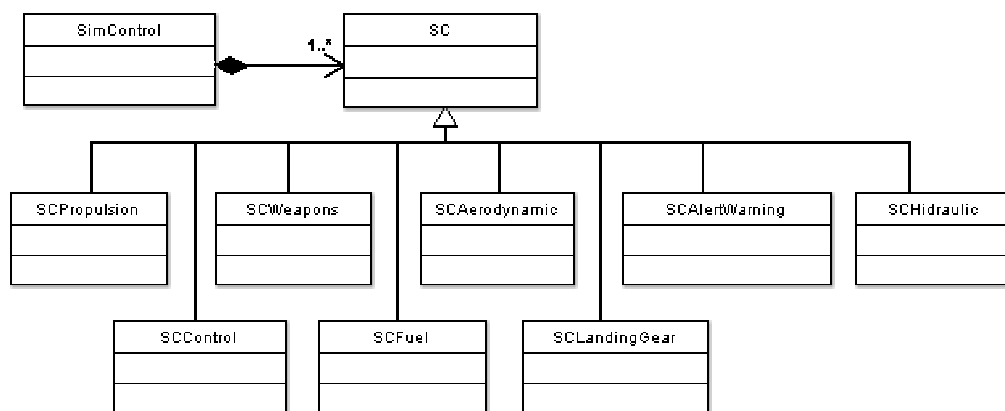 SimControl
SC
1..*
SCPropulsion
SCWeapons
SCAerodynamic
SCAlertWarning
SCHidraulic
SCControl
SCFuel
SCLandingGear